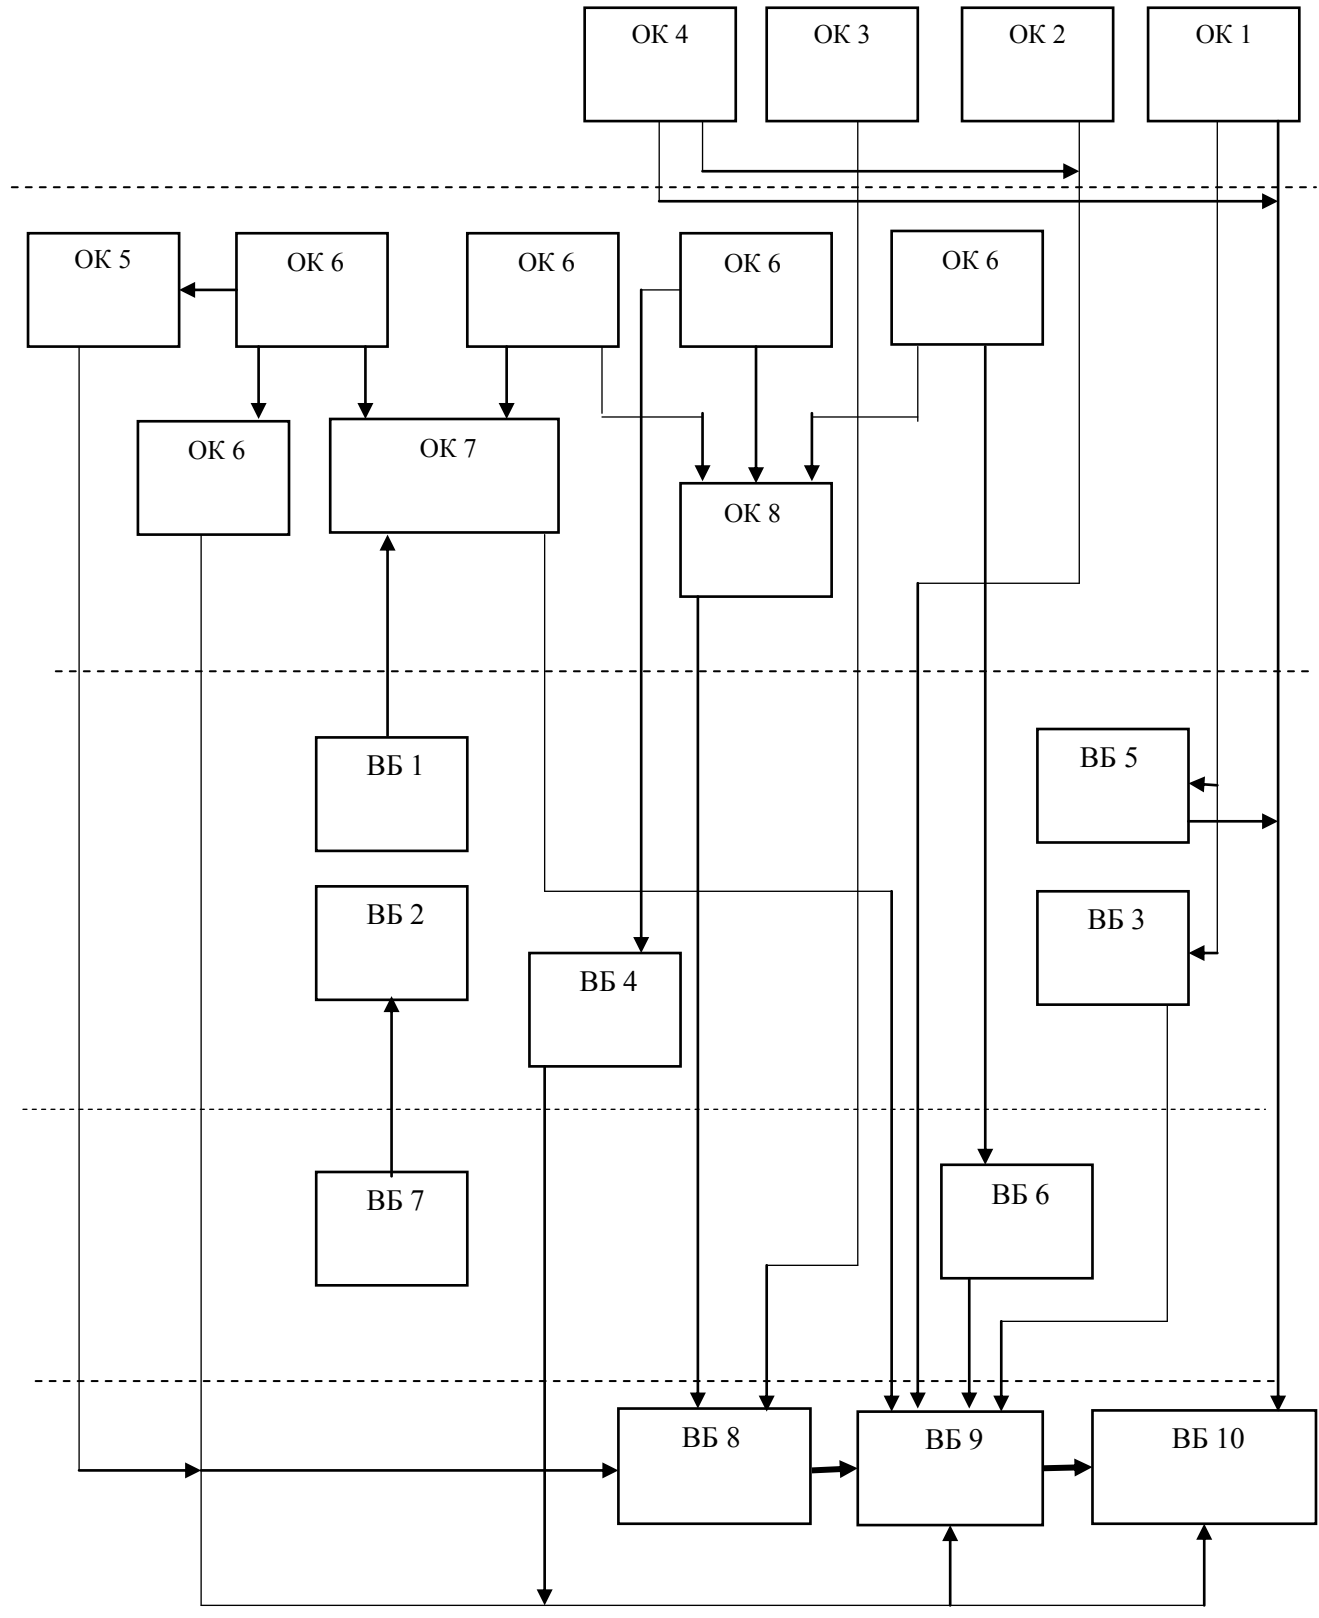 ОК 4
ОК 3
ОК 2
ОК 1
ОК 5
ОК 6
ОК 6
ОК 6
ОК 6
ОК 6
ОК 7
ОК 8
ВБ 1
ВБ 5
ВБ 2
ВБ 3
ВБ 4
ВБ 7
ВБ 6
ВБ 8
ВБ 9
ВБ 10